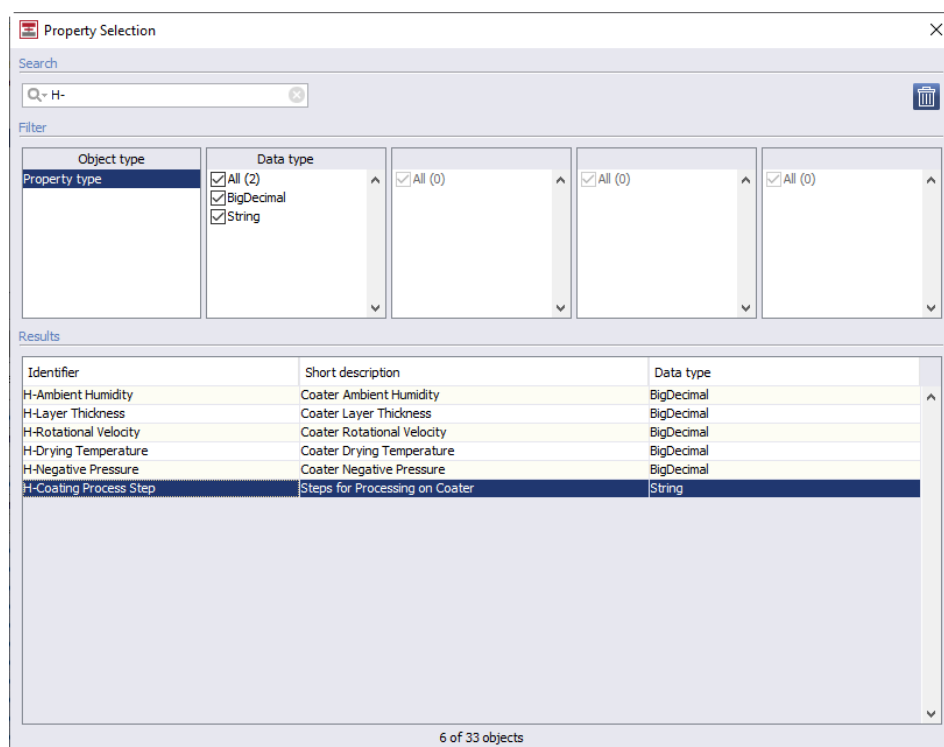 Property Selection
Search
H-
Filter
Object type Data type
Property type All (2) All (0) All (0) All (0)
BigDecimal
String
Results
Identifier Short description Data type
H-Ambient Humidity Coater Ambient Humidity BigDecimal
H-Layer Thickness Coater Layer Thickness BigDecimal
H-Rotational Velocity Coater Rotational Velocity BigDecimal
H-Drying Temperature Coater Drying Temperature BigDecimal
H-Negative Pressure Coater Negative Pressure BigDecimal
H-Coating Process Step Steps for Processing on Coater String
6 of 33 objects